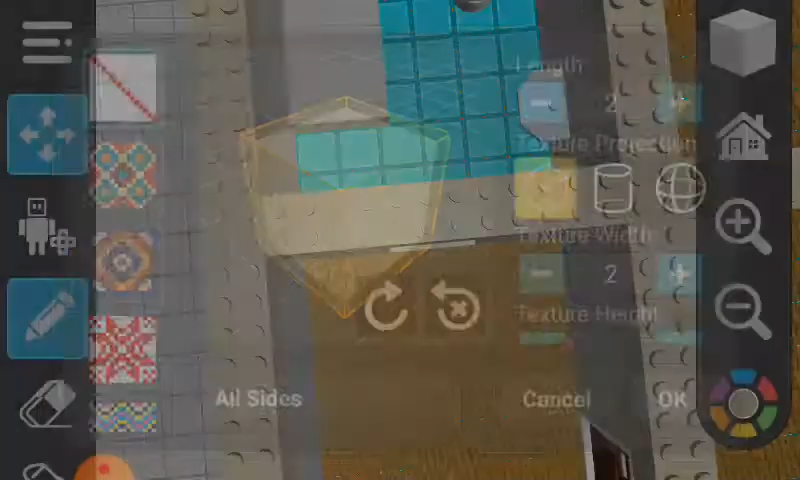 Length
2
Texture Projection
Texture Width
2
Texture Height
All Sides
Cancel
OK